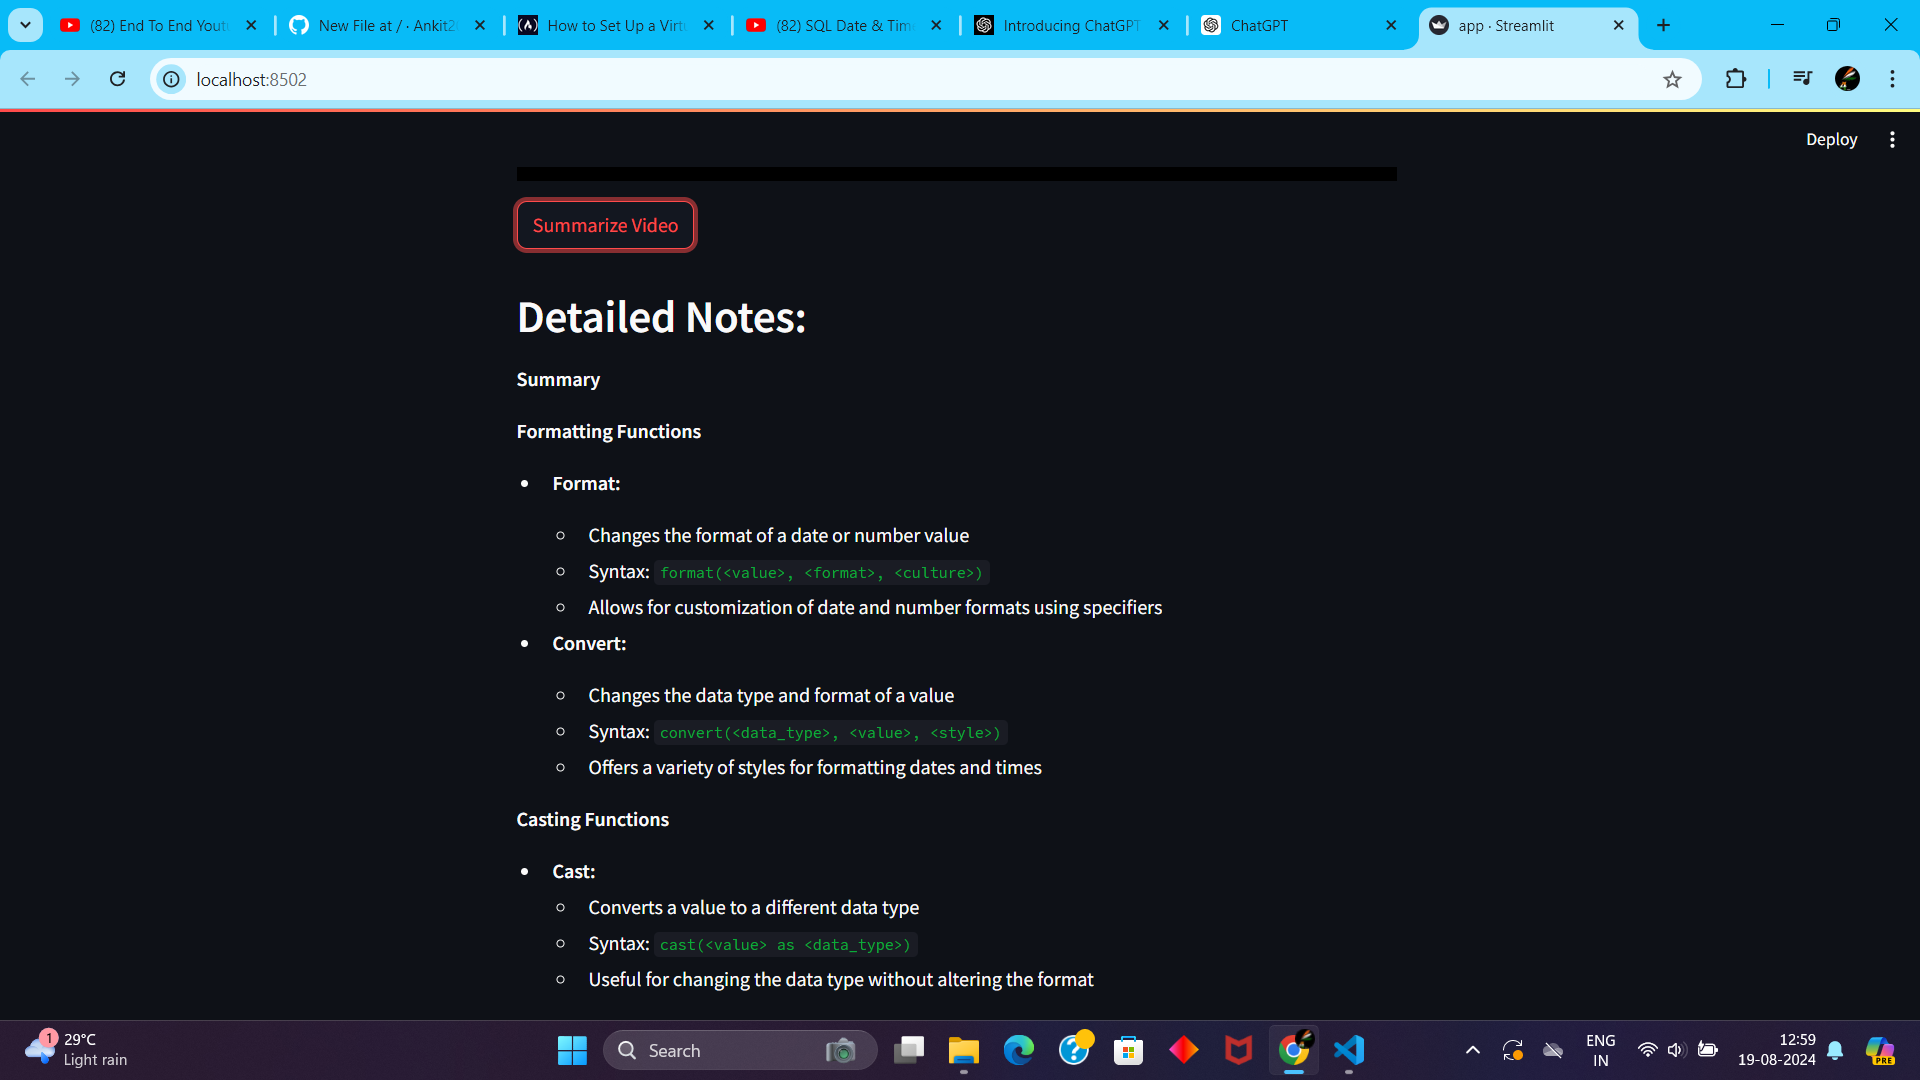 (82) End To End Yout
New File at / · Ankit2
How to Set Up a Virtu
(82) SQL Date & Time
Introducing ChatGPT
ChatGPT
app · Streamlit
localhost:8502
Deploy
Summarize Video
Detailed Notes:
Summary
Formatting Functions
Format:
Changes the format of a date or number value
Syntax: format(<value>, <format>, <culture>)
Allows for customization of date and number formats using specifiers
Convert:
Changes the data type and format of a value
Syntax: convert(<data_type>, <value>, <style>)
Offers a variety of styles for formatting dates and times
Casting Functions
Cast:
Converts a value to a different data type
Syntax: cast(<value> as <data_type>)
Useful for changing the data type without altering the format
1
29°C
Light rain
Search
ENG
IN
12:59
19-08-2024
PRE